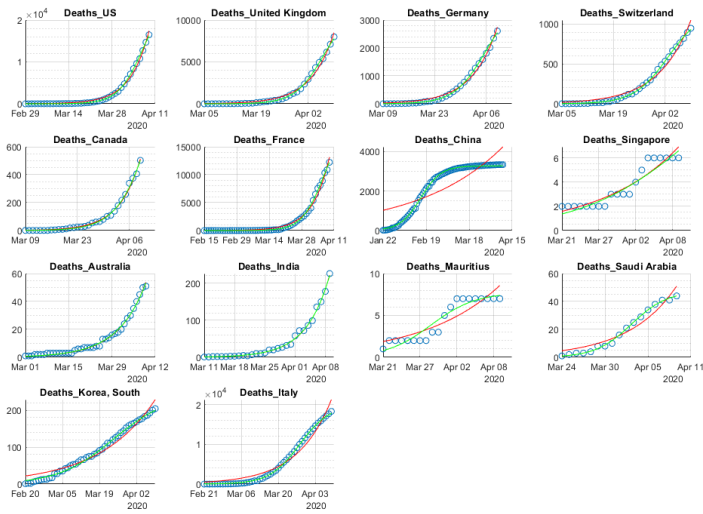 Deaths_US
2 ×10^4
1
0
Feb 29 Mar 14 Mar 28 Apr 11
2020
Deaths_United Kingdom
10000
5000
0
Mar 05 Mar 19 Apr 02
2020
Deaths_Germany
3000
2000
1000
0
Mar 09 Mar 23 Apr 06
2020
Deaths_Switzerland
1000
500
0
Mar 05 Mar 19 Apr 02
2020
Deaths_Canada
600
400
200
0
Mar 09 Mar 23 Apr 06
2020
Deaths_France
15000
10000
5000
0
Feb 15 Feb 29 Mar 14 Mar 28 Apr 11
2020
Deaths_China
4000
2000
0
Jan 22 Feb 19 Mar 18 Apr 15
2020
Deaths_Singapore
6
4
2
0
Mar 21 Mar 27 Apr 02 Apr 08
2020
Deaths_Australia
60
40
20
0
Mar 01 Mar 15 Mar 29 Apr 12
2020
Deaths_India
200
100
0
Mar 11 Mar 18 Mar 25 Apr 01 Apr 08
2020
Deaths_Mauritius
10
5
0
Mar 21 Mar 27 Apr 02 Apr 08
2020
Deaths_Saudi Arabia
60
40
20
0
Mar 24 Mar 30 Apr 05 Apr 11
2020
Deaths_Korea, South
200
100
0
Feb 20 Mar 05 Mar 19 Apr 02
2020
Deaths_Italy
2 ×10^4
1
0
Feb 21 Mar 06 Mar 20 Apr 03
2020